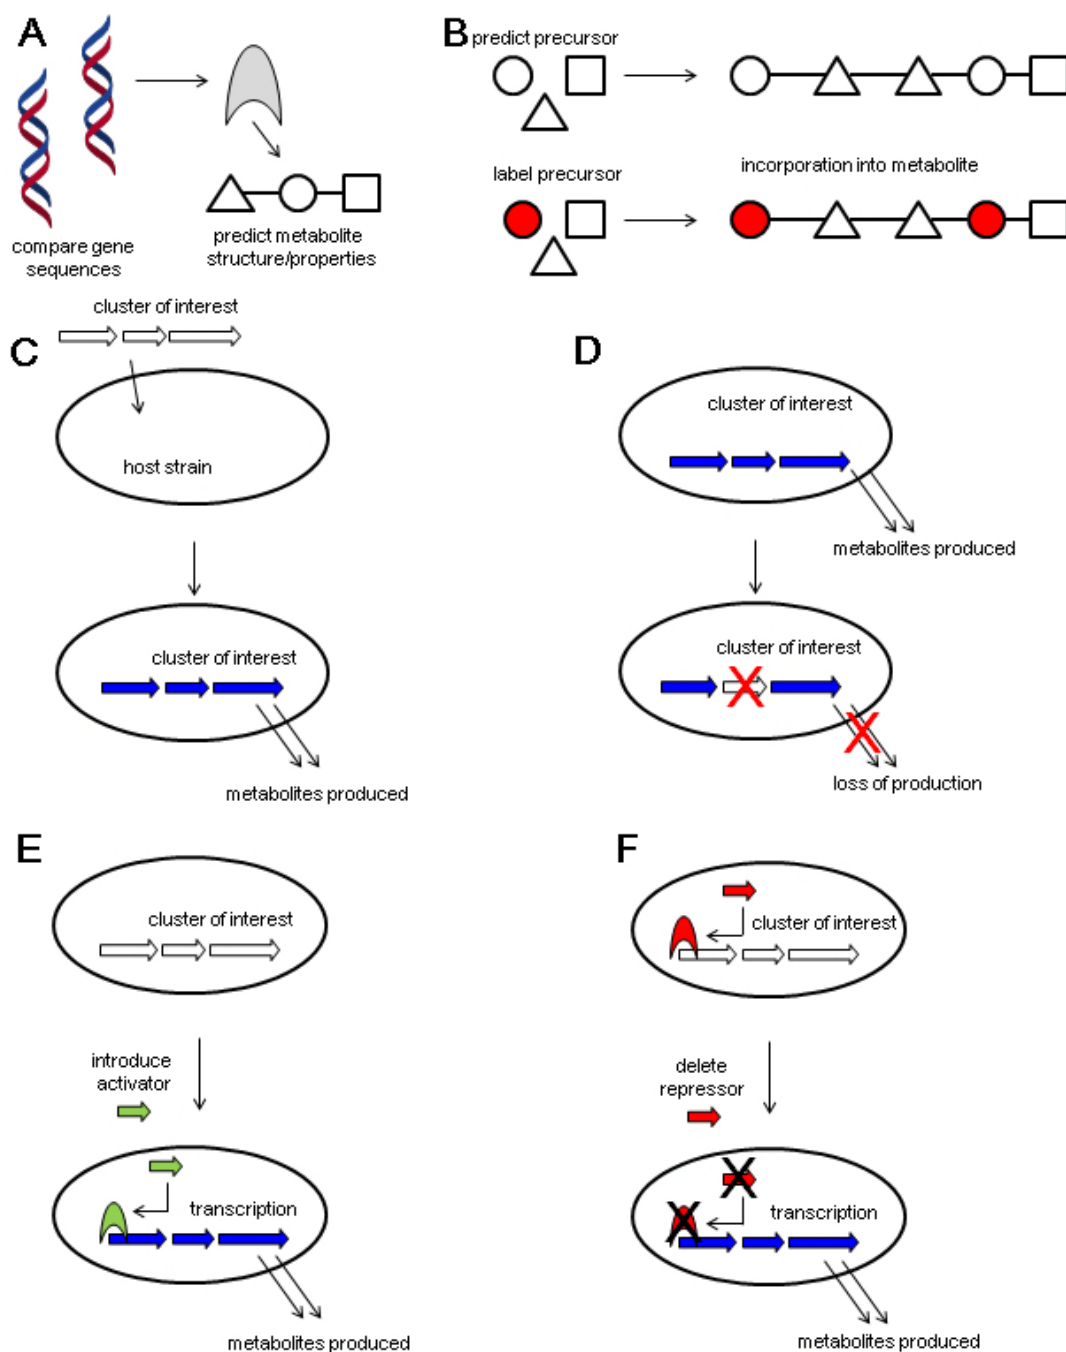 A
compare gene
sequences
predict metabolite
structure/properties
B
predict precursor
label precursor
incorporation into metabolite
C
cluster of interest
host strain
cluster of interest
metabolites produced
D
cluster of interest
metabolites produced
cluster of interest
loss of production
E
cluster of interest
introduce
activator
transcription
metabolites produced
F
cluster of interest
delete
repressor
transcription
metabolites produced